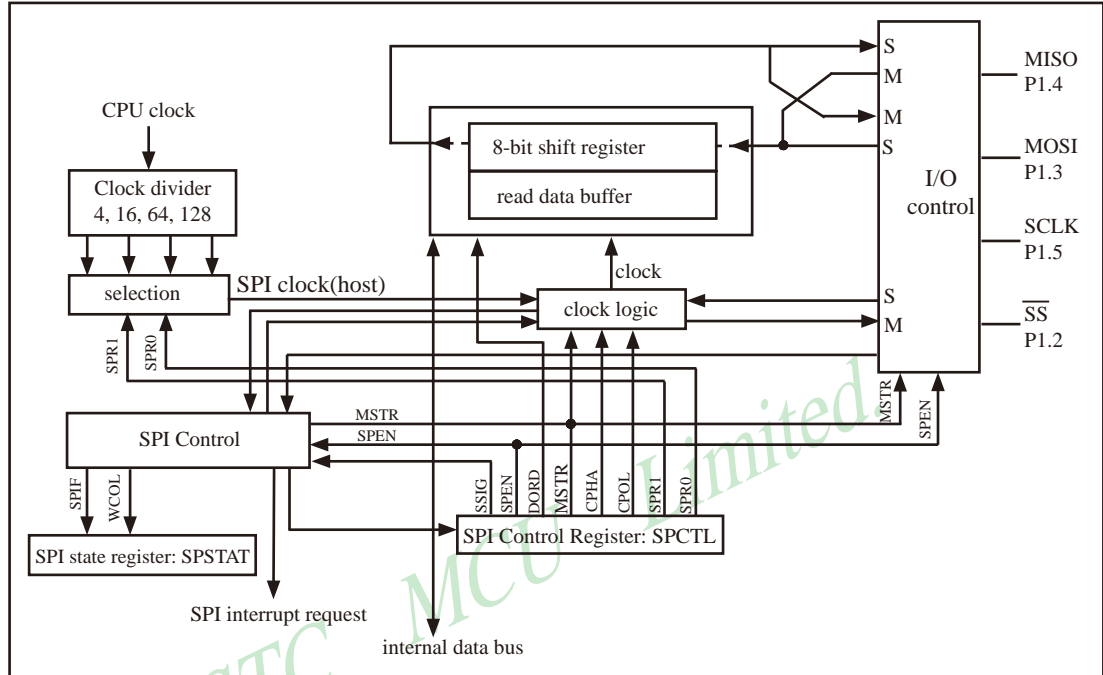 S
MISO
P1.4
M
CPU clock
M
8-bit shift register
S
MOSI
P1.3
I/O
control
Clock divider
4, 16, 64, 128
read data buffer
SCLK
P1.5
clock
selection
SPI clock(host)
clock logic
S
M
SS
P1.2
SPR1
SPR0
MSTR
SPEN
SPI Control
MSTR
SPEN
SPIF
WCOL
SSIG
SPEN
DORD
MSTR
CPHA
CPOL
SPR1
SPR0
SPI Control Register: SPCTL
SPI state register: SPSTAT
SPI interrupt request
internal data bus
STC MCU Limited.